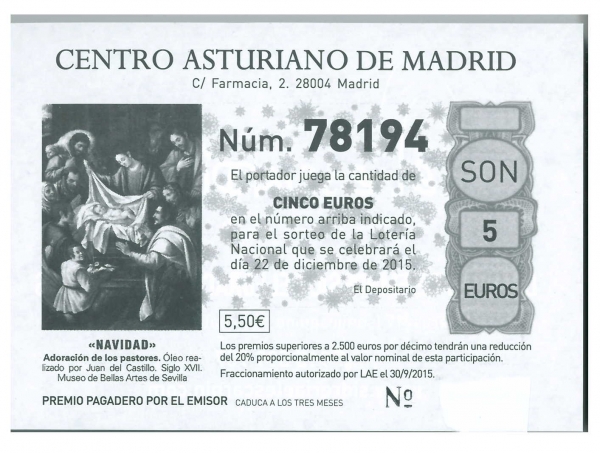 CENTRO ASTURIANO DE MADRID
C/ Farmacia, 2. 28004 Madrid
Núm. 78194
El portador juega la cantidad de
CINCO EUROS
en el número arriba indicado,
para el sorteo de la Lotería
Nacional que se celebrará el
día 22 de diciembre de 2015.
El Depositario
5,50€
SON
5
EUROS
«NAVIDAD»
Adoración de los pastores. Óleo rea-
lizado por Juan del Castillo. Siglo XVII.
Museo de Bellas Artes de Sevilla
Los premios superiores a 2.500 euros por décimo tendrán una reducción
del 20% proporcionalmente al valor nominal de esta participación.
Fraccionamiento autorizado por LAE el 30/9/2015.
PREMIO PAGADERO POR EL EMISOR CADUCA A LOS TRES MESES
Nº